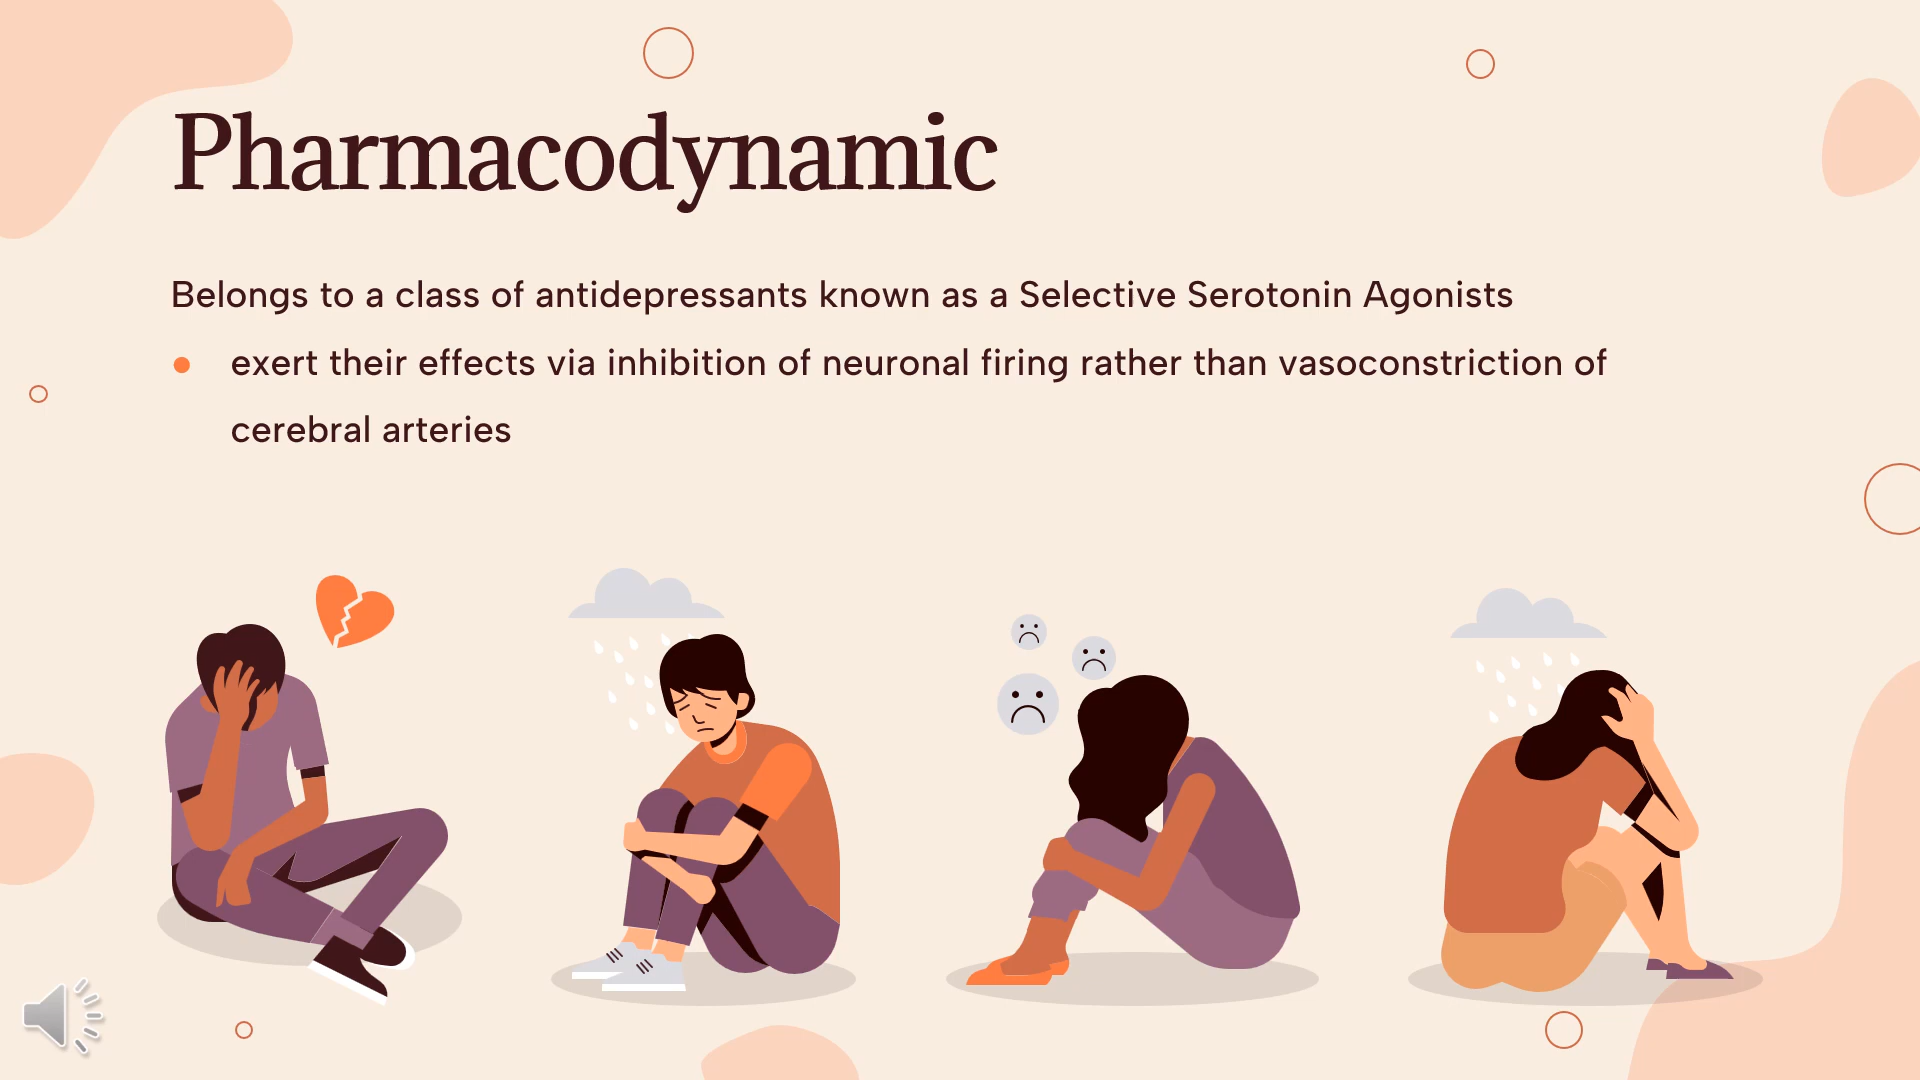 Pharmacodynamic
Belongs to a class of antidepressants known as a Selective Serotonin Agonists
exert their effects via inhibition of neuronal firing rather than vasoconstriction of
cerebral arteries